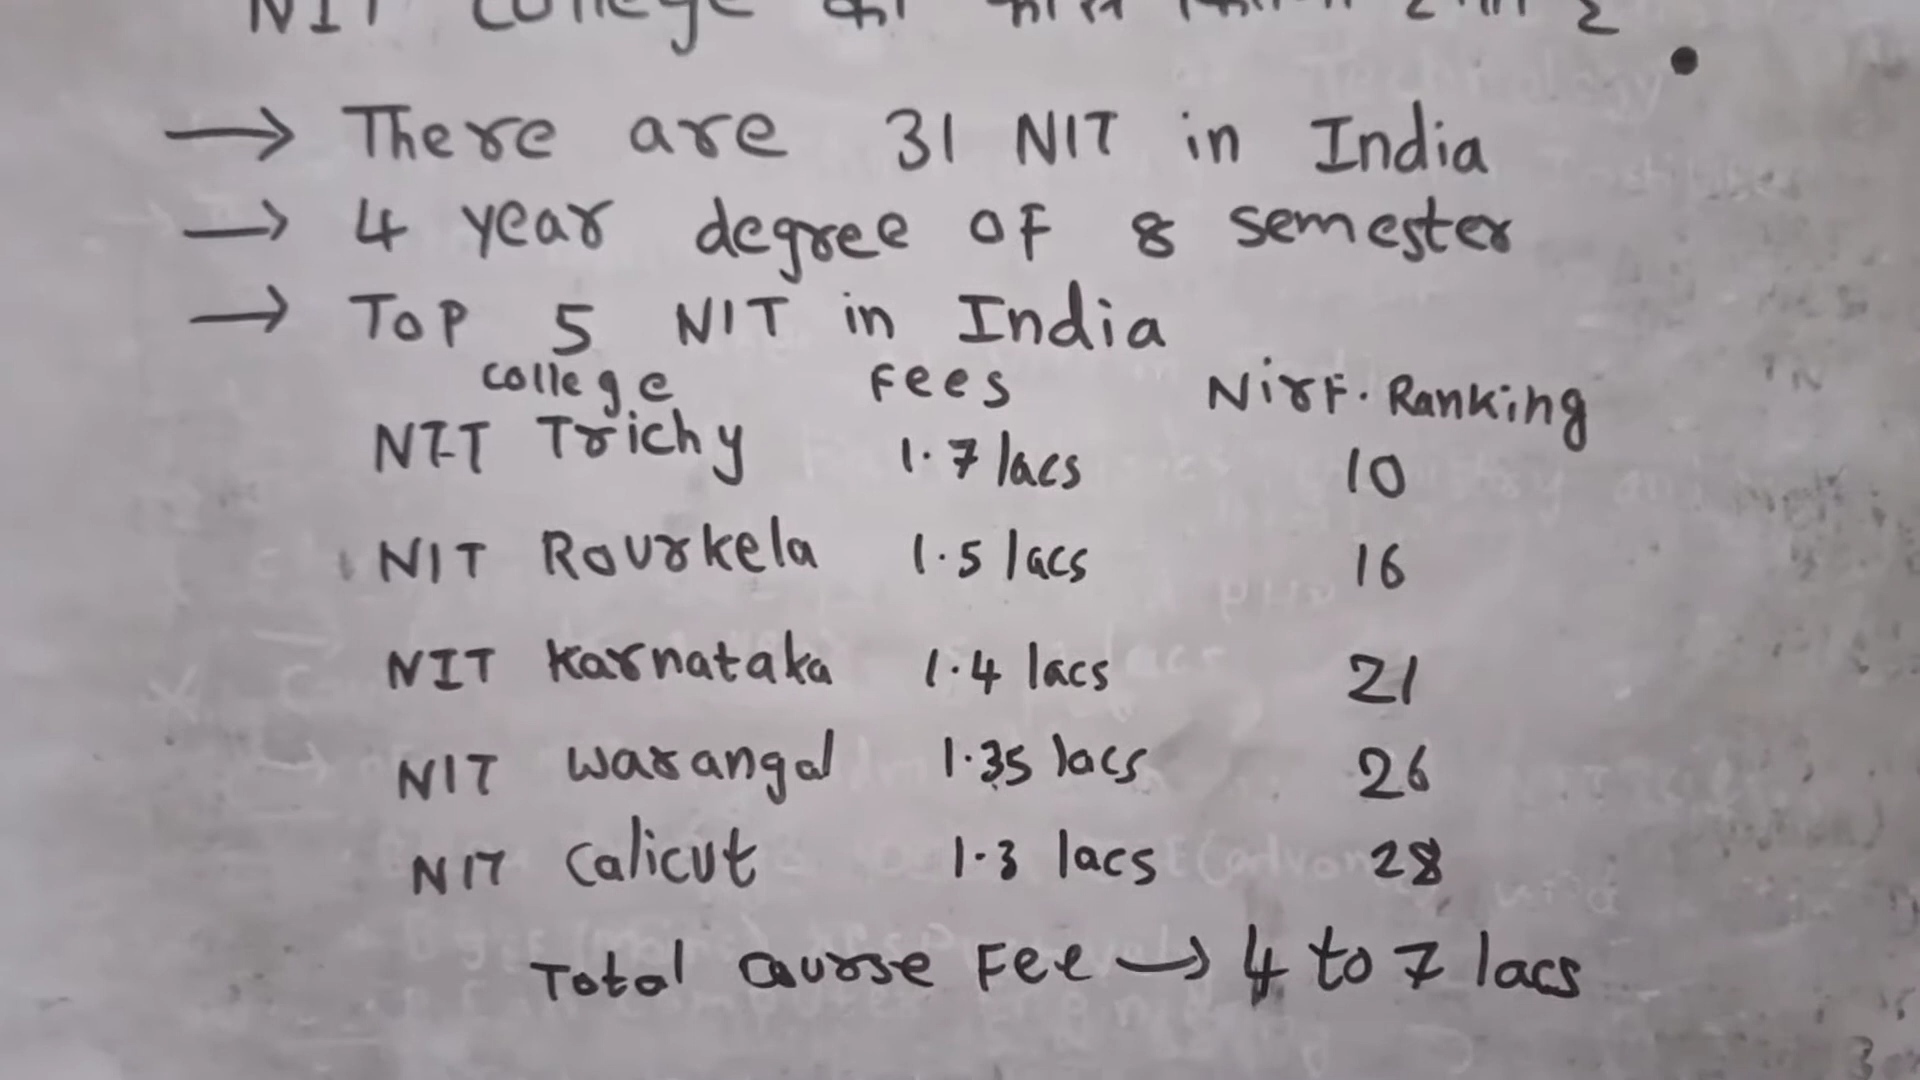 NIT College का
→ There are 31 NIT in India
→ 4 year degree OF 8 semester
→ Top 5 NIT in India
college Fees NirF. Ranking
NIT Trichy 1.7 lacs 10
NIT Rourkela 1.5 lacs 16
NIT Karnataka 1.4 lacs 21
NIT Warangal 1.35 lacs 26
NIT Calicut 1.3 lacs 28
Total Course Fee → 4 to 7 lacs